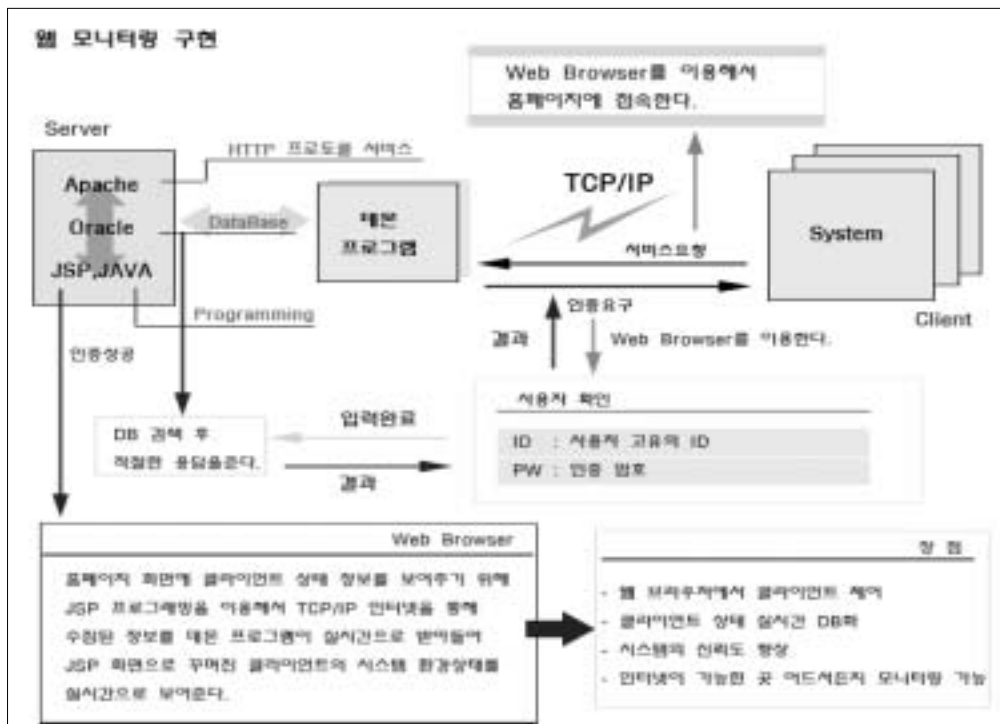 웹 모니터링 구현
Web Browser를 이용해서
홈페이지에 접속한다.
Server
HTTP 프로토콜 서비스
Apache
Oracle
JSP,JAVA
DataBase
데몬
프로그램
TCP/IP
서비스요청
System
Client
인증요구
Programming
인증성공
결과
Web Browser를 이용한다.
입력완료
사용자 확인
DB 검색 후
적절한 응답을준다.
ID : 사용자 고유의 ID
PW : 인증 암호
결과
Web Browser
홈페이지 화면에 클라이언트 상태 정보를 보여주기 위해
JSP 프로그래밍을 이용해서 TCP/IP 인터넷을 통해
수집된 정보를 데몬 프로그램이 실시간으로 받아들여
JSP 화면으로 꾸며진 클라이언트의 시스템 환경상태를
실시간으로 보여준다.
장 점
- 웹 브라우저에서 클라이언트 제어
- 클라이언트 상태 실시간 DB화
- 시스템의 신뢰도 향상
- 인터넷이 가능한 곳 어드서든지 모니터링 가능